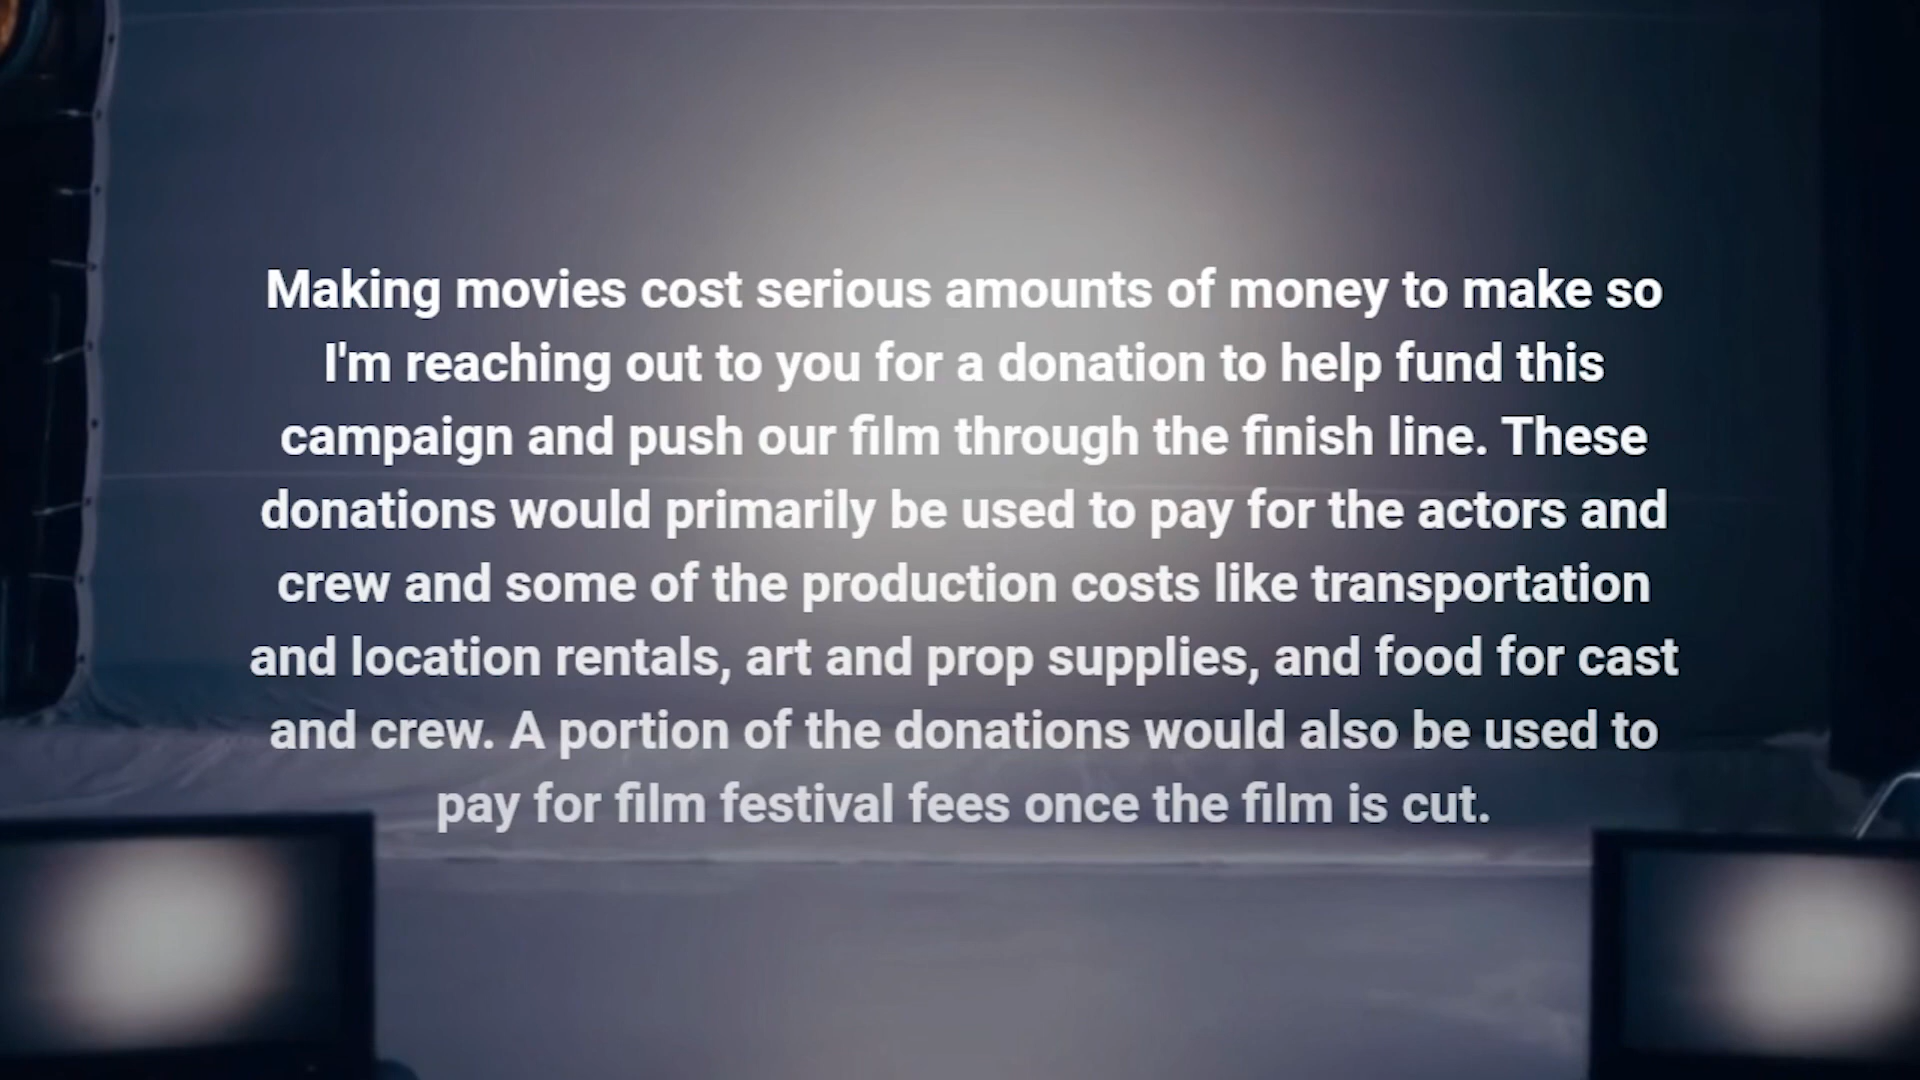 Making movies cost serious amounts of money to make so
I'm reaching out to you for a donation to help fund this
campaign and push our film through the finish line. These
donations would primarily be used to pay for the actors and
crew and some of the production costs like transportation
and location rentals, art and prop supplies, and food for cast
and crew. A portion of the donations would also be used to
pay for film festival fees once the film is cut.